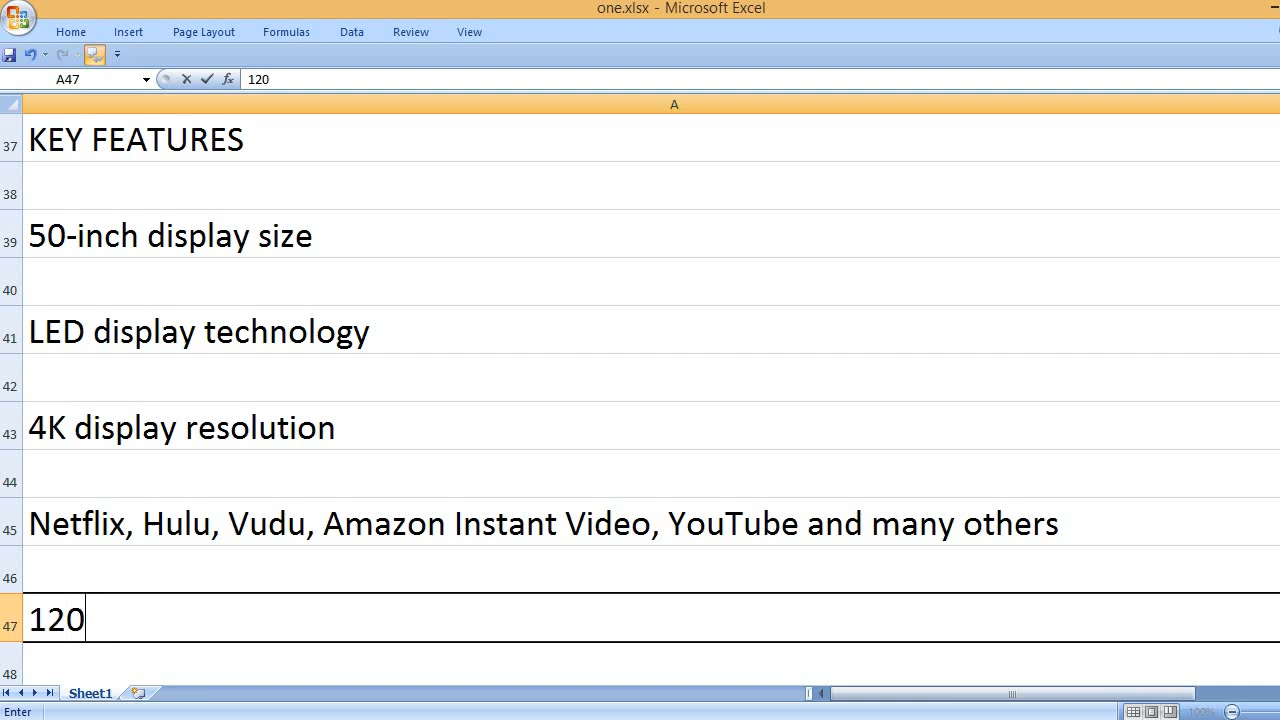 one.xlsx - Microsoft Excel
Home Insert Page Layout Formulas Data Review View
A47 fx 120
A
37 KEY FEATURES
38
39 50-inch display size
40
41 LED display technology
42
43 4K display resolution
44
45 Netflix, Hulu, Vudu, Amazon Instant Video, YouTube and many others
46
47 120
48
Sheet1
Enter 100%